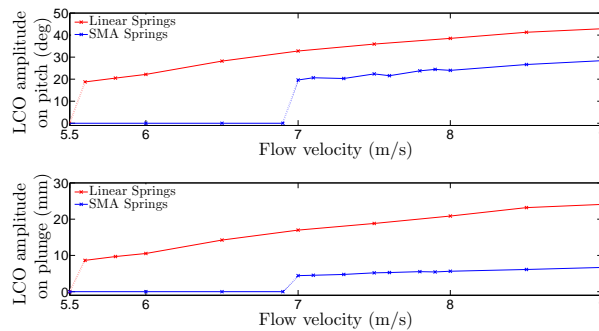 LCO amplitude
on pitch (deg)
50
40
30
20
10
0
Linear Springs
SMA Springs
5.5
6
7
8
Flow velocity (m/s)
LCO amplitude
on plunge (mm)
30
20
10
0
Linear Springs
SMA Springs
5.5
6
7
8
Flow velocity (m/s)